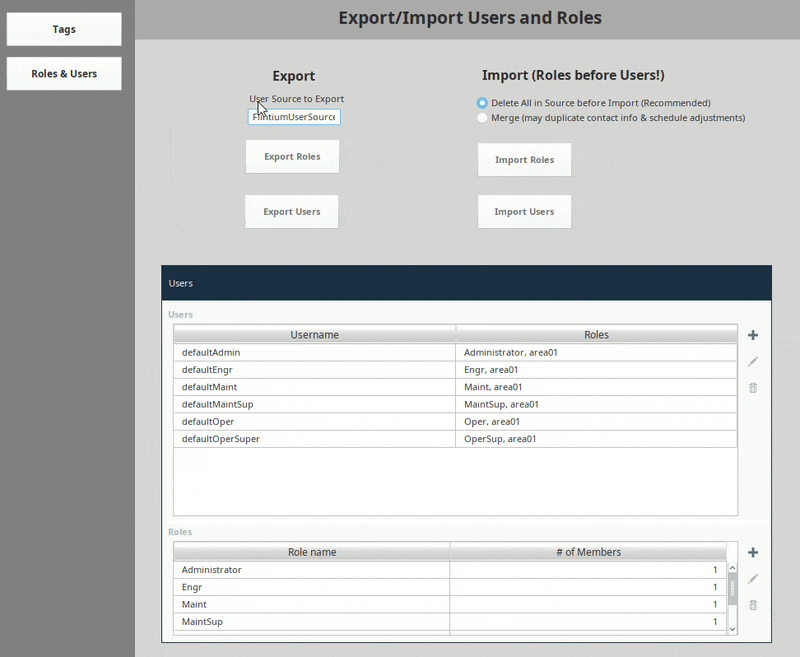 Export/Import Users and Roles
Tags
Roles & Users
Export
User Source to Export
FlintiumUserSource
Export Roles
Export Users
Import (Roles before Users!)
Delete All in Source before Import (Recommended)
Merge (may duplicate contact info & schedule adjustments)
Import Roles
Import Users
Users
Users
Username Roles
defaultAdmin Administrator, area01
defaultEngr Engr, area01
defaultMaint Maint, area01
defaultMaintSup MaintSup, area01
defaultOper Oper, area01
defaultOperSuper OperSup, area01
Roles
Role name # of Members
Administrator 1
Engr 1
Maint 1
MaintSup 1